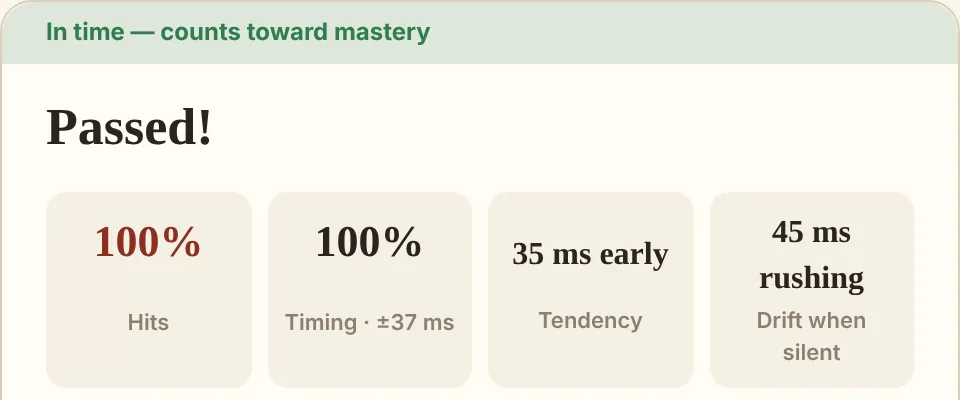 In time — counts toward mastery
Passed!
100%
Hits
100%
Timing · ±37 ms
35 ms early
Tendency
45 ms
rushing
Drift when
silent